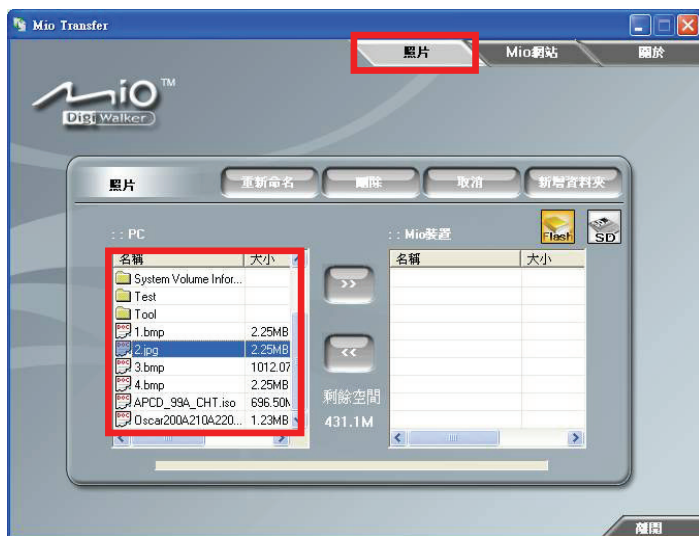 Mio Transfer
照片 Mio網站 關於
Mio TM
DigiWalker
照片 重新命名 刪除 取消 新增資料夾
:: PC
:: Mio裝置
Flash SD
名稱 大小
名稱 大小
System Volume Infor...
Test
Tool
1.bmp 2.25MB
2.jpg 2.25MB
3.bmp 1012.07
4.bmp 2.25MB
APCD_99A_CHT.iso 696.50M
Oscar200A210A220... 1.23MB
>>
<<
剩餘空間
431.1M
離開